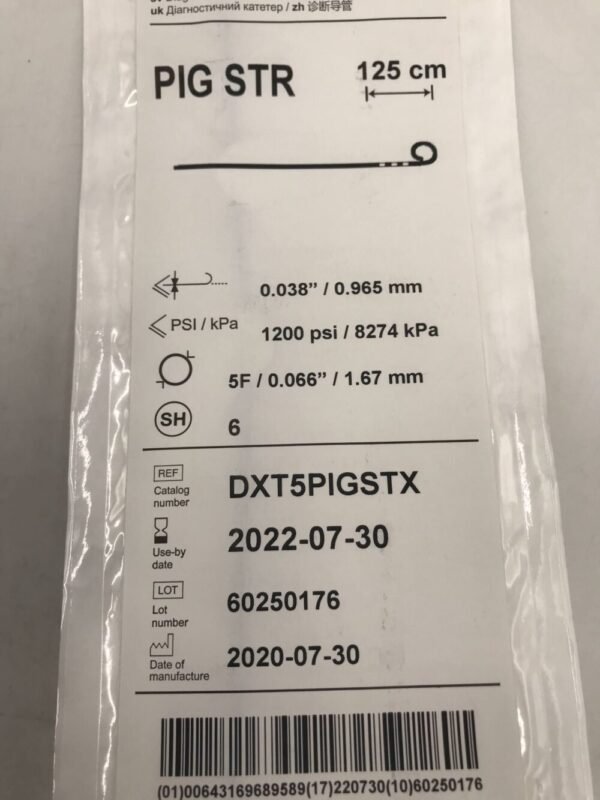 uk Діагностичний катетер / zh 诊断导管
PIG STR
125 cm
0.038” / 0.965 mm
PSI / kPa
1200 psi / 8274 kPa
5F / 0.066” / 1.67 mm
SH
6
REF
Catalog
number
DXT5PIGSTX
Use-by
date
2022-07-30
LOT
Lot
number
60250176
Date of
manufacture
2020-07-30
(01)00643169689589(17)220730(10)60250176